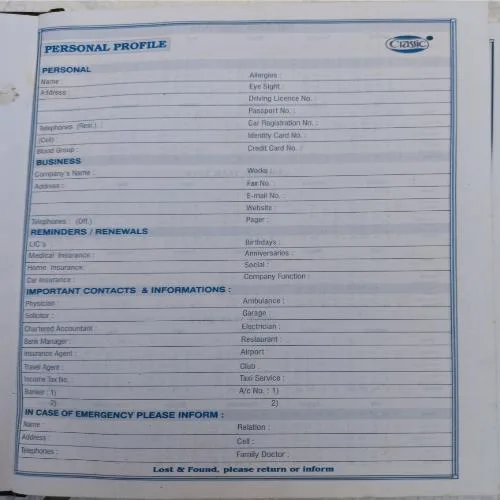 PERSONAL PROFILE
Classic
PERSONAL
Name :
Allergies :
Address :
Eye Sight :
Driving Licence No. :
Passport No. :
Telephones (Resi.) :
Car Registration No. :
(Cell)
Identity Card No. :
Blood Group :
Credit Card No. :
BUSINESS
Company's Name :
Works :
Address :
Fax No. :
E-mail No. :
Website :
Telephones : (Off.)
Pager :
REMINDERS / RENEWALS
LIC's
Birthdays :
Medical Insurance :
Anniversaries :
Home Insurance :
Social :
Car Insurance :
Company Function :
IMPORTANT CONTACTS & INFORMATIONS :
Physician :
Ambulance :
Solicitor :
Garage :
Chartered Accountant :
Electrician :
Bank Manager :
Restaurant :
Insurance Agent :
Airport
Travel Agent :
Club :
Income Tax No. :
Taxi Service :
Banker : 1)
A/c No. : 1)
2)
2)
IN CASE OF EMERGENCY PLEASE INFORM :
Name :
Relation :
Address :
Cell :
Telephones :
Family Doctor :
Lost & Found, please return or inform